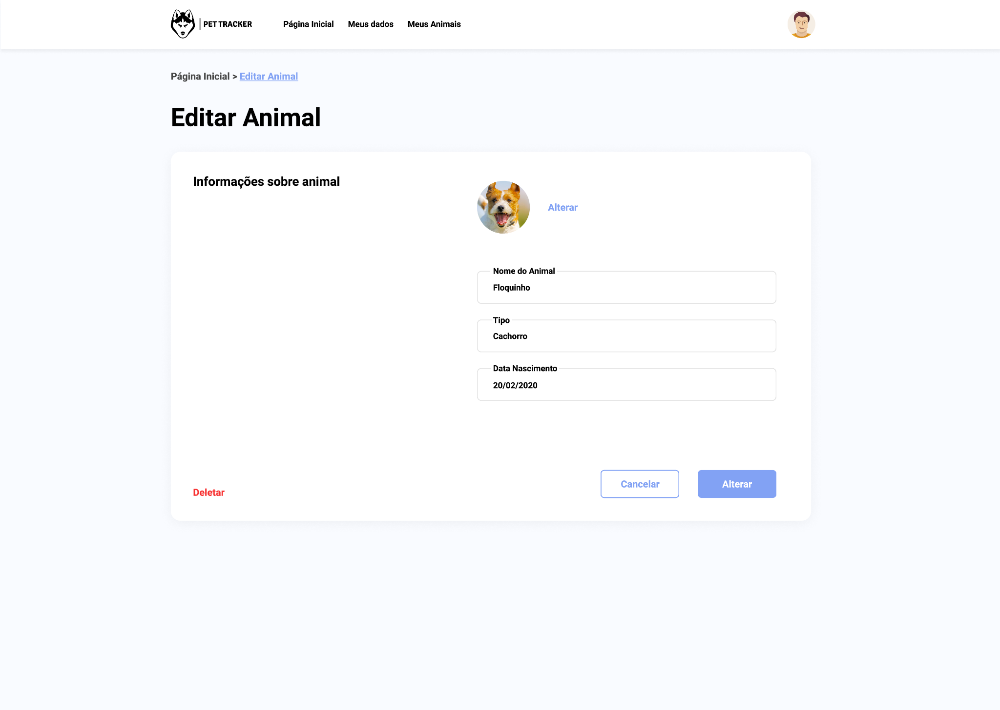 PET TRACKER
Página Inicial
Meus dados
Meus Animais
Página Inicial > Editar Animal
Editar Animal
Informações sobre animal
Alterar
Nome do Animal
Floquinho
Tipo
Cachorro
Data Nascimento
20/02/2020
Deletar
Cancelar
Alterar